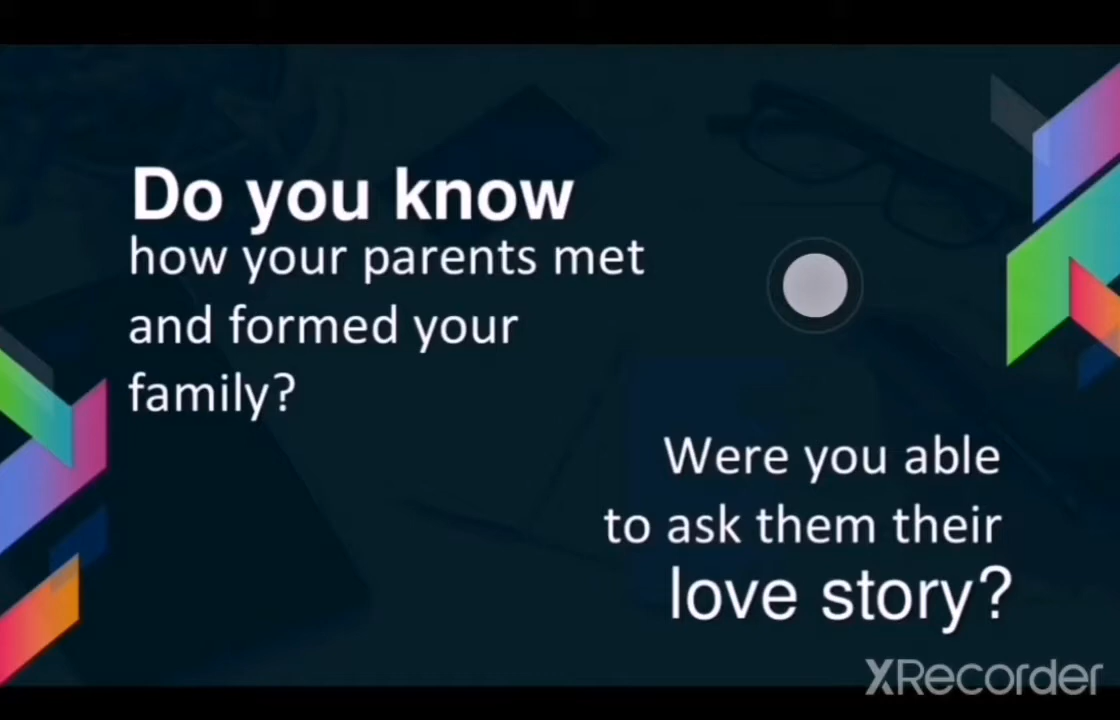 Do you know
how your parents met
and formed your
family?
Were you able
to ask them their
love story?
XRecorder